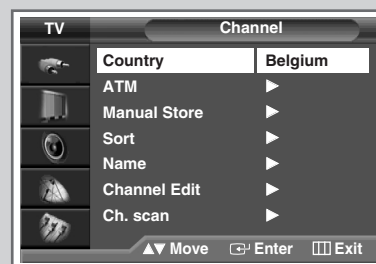 TV Channel
Country Belgium
ATM ▶
Manual Store ▶
Sort ▶
Name ▶
Channel Edit ▶
Ch. scan ▶
▲▼ Move Enter Exit